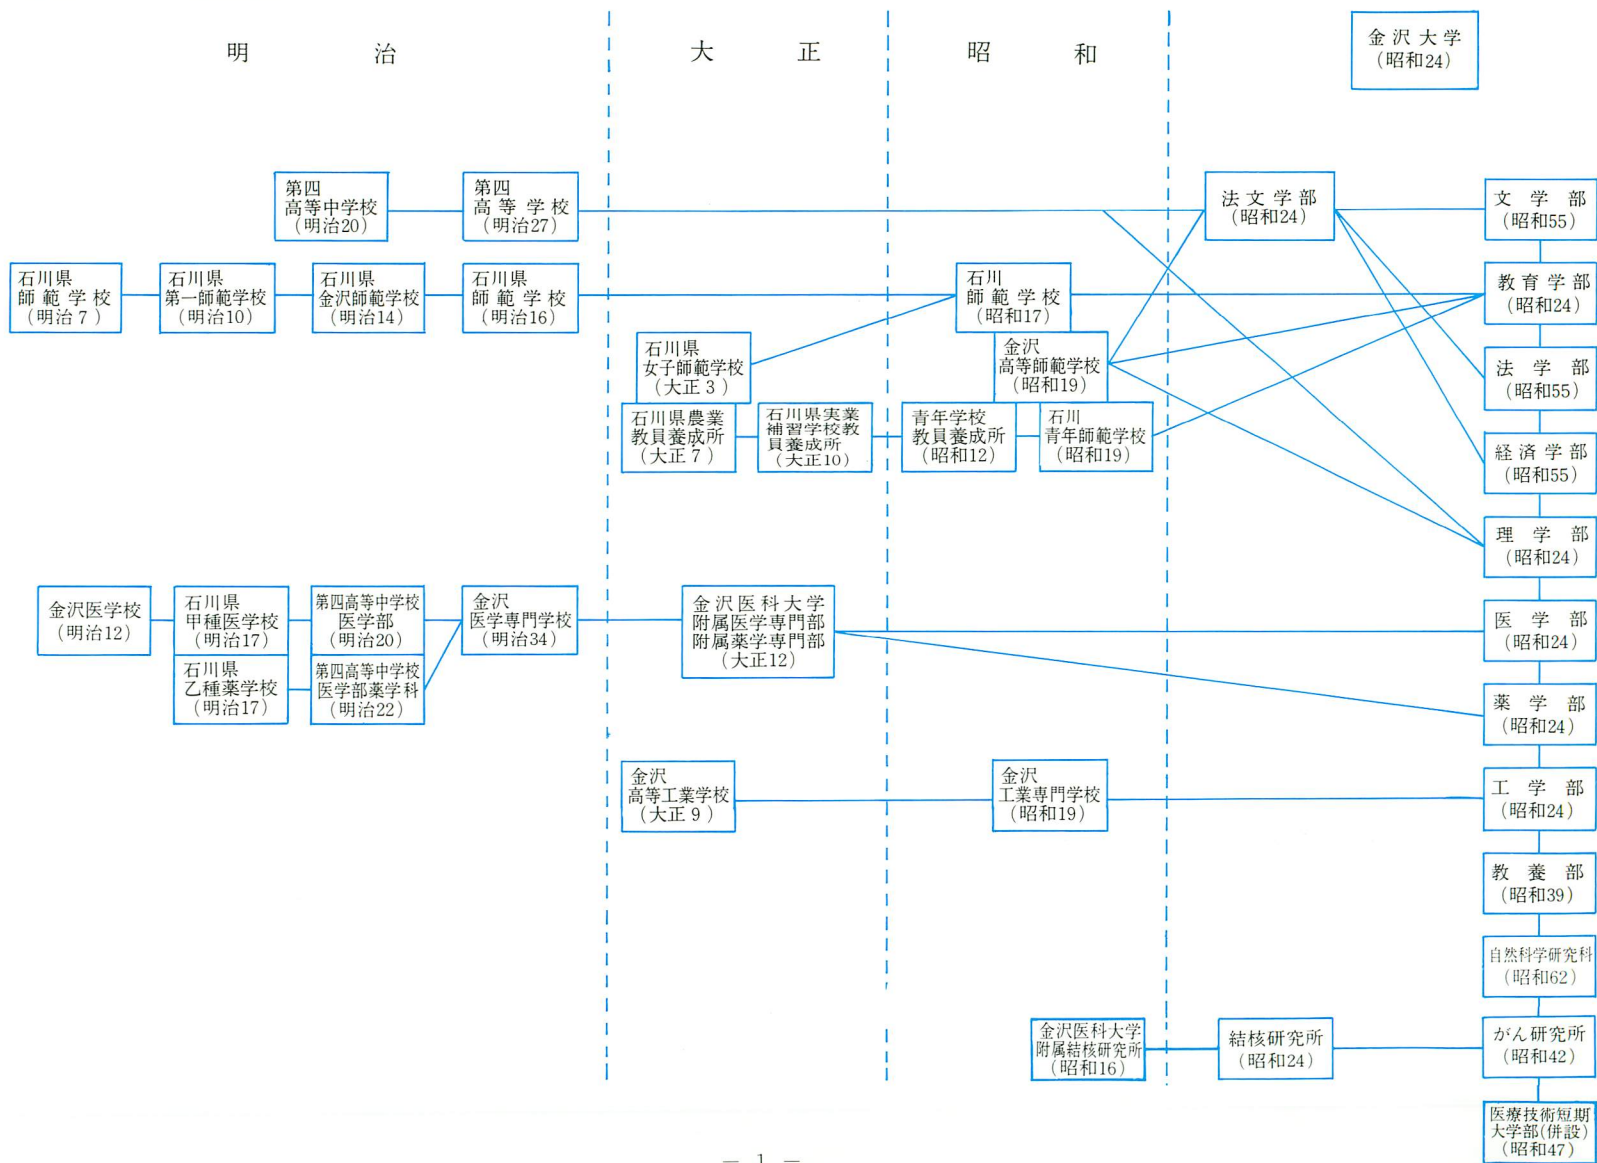 明治
大正
昭和
金沢大学
(昭和24)
第四
高等中学校
(明治20)
第四
高等学校
(明治27)
法文学部
(昭和24)
文学部
(昭和55)
石川県
師範学校
(明治7)
石川県
第一師範学校
(明治10)
石川県
金沢師範学校
(明治14)
石川県
師範学校
(明治16)
石川
師範学校
(昭和17)
教育学部
(昭和24)
石川県
女子師範学校
(大正3)
金沢
高等師範学校
(昭和19)
法学部
(昭和55)
石川県農業
教員養成所
(大正7)
石川県実業
補習学校教
員養成所
(大正10)
青年学校
教員養成所
(昭和12)
石川
青年師範学校
(昭和19)
経済学部
(昭和55)
理学部
(昭和24)
金沢医学校
(明治12)
石川県
甲種医学校
(明治17)
第四高等中学校
医学部
(明治20)
金沢
医学専門学校
(明治34)
金沢医科大学
附属医学専門部
附属薬学専門部
(大正12)
医学部
(昭和24)
石川県
乙種薬学校
(明治17)
第四高等中学校
医学部薬学科
(明治22)
薬学部
(昭和24)
金沢
高等工業学校
(大正9)
金沢
工業専門学校
(昭和19)
工学部
(昭和24)
教養部
(昭和39)
自然科学研究科
(昭和62)
金沢医科大学
附属結核研究所
(昭和16)
結核研究所
(昭和24)
がん研究所
(昭和42)
医療技術短期
大学部(併設)
(昭和47)
— 1 —